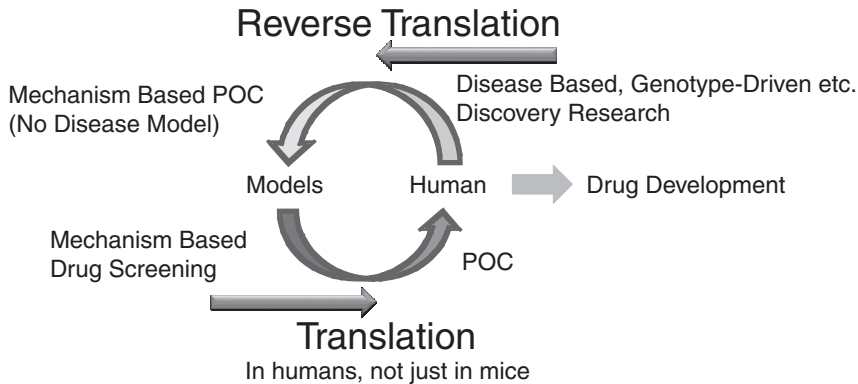 Reverse Translation
Mechanism Based POC
(No Disease Model)
Disease Based, Genotype-Driven etc.
Discovery Research
Models
Human
Drug Development
Mechanism Based
Drug Screening
POC
Translation
In humans, not just in mice